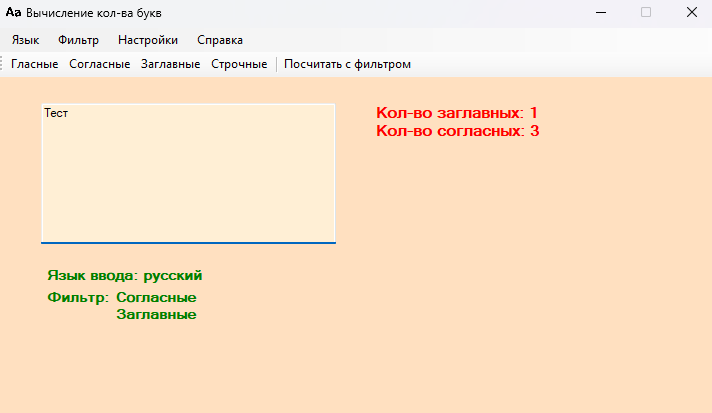 Aa Вычисление кол-ва букв
Язык Фильтр Настройки Справка
Гласные Согласные Заглавные Строчные Посчитать с фильтром
Тест
Кол-во заглавных: 1
Кол-во согласных: 3
Язык ввода: русский
Фильтр: Согласные
Заглавные